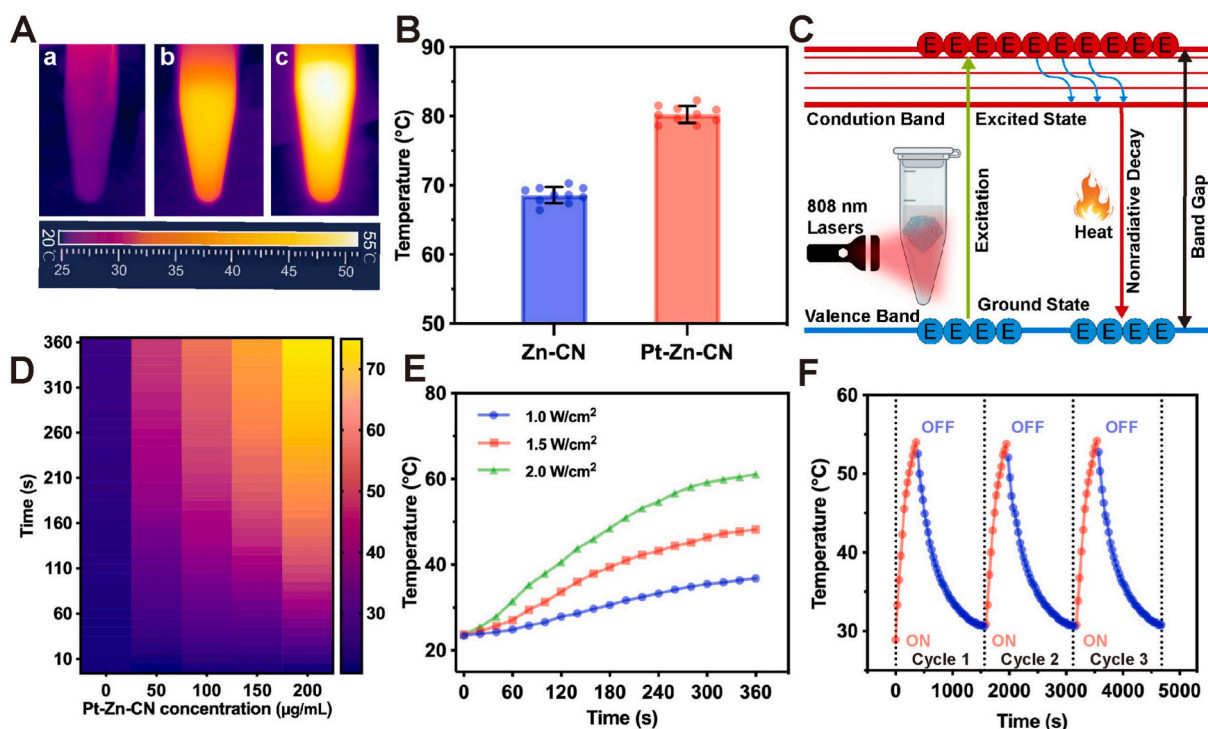 A
a
b
c
20℃
55℃
25
30
35
40
45
50
B
Temperature (°C)
90
80
70
60
50
Zn-CN
Pt-Zn-CN
C
E E E E E E E E E E
Condution Band
Excited State
808 nm
Lasers
Excitation
Heat
Nonradiative Decay
Band Gap
Ground State
Valence Band
E E E E
E E E E
D
Time (s)
360
310
260
210
160
110
60
10
0
50
100
150
200
Pt-Zn-CN concentration (µg/mL)
70
60
50
40
30
E
Temperature (°C)
80
60
40
20
1.0 W/cm²
1.5 W/cm²
2.0 W/cm²
0
60
120
180
240
300
360
Time (s)
F
Temperature (°C)
60
50
40
30
OFF
OFF
OFF
ON
ON
ON
Cycle 1
Cycle 2
Cycle 3
0
1000
2000
3000
4000
5000
Time (s)